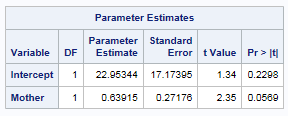 Parameter Estimates
Variable DF Parameter Estimate Standard Error t Value Pr > |t|
Intercept 1 22.95344 17.17395 1.34 0.2298
Mother 1 0.63915 0.27176 2.35 0.0569